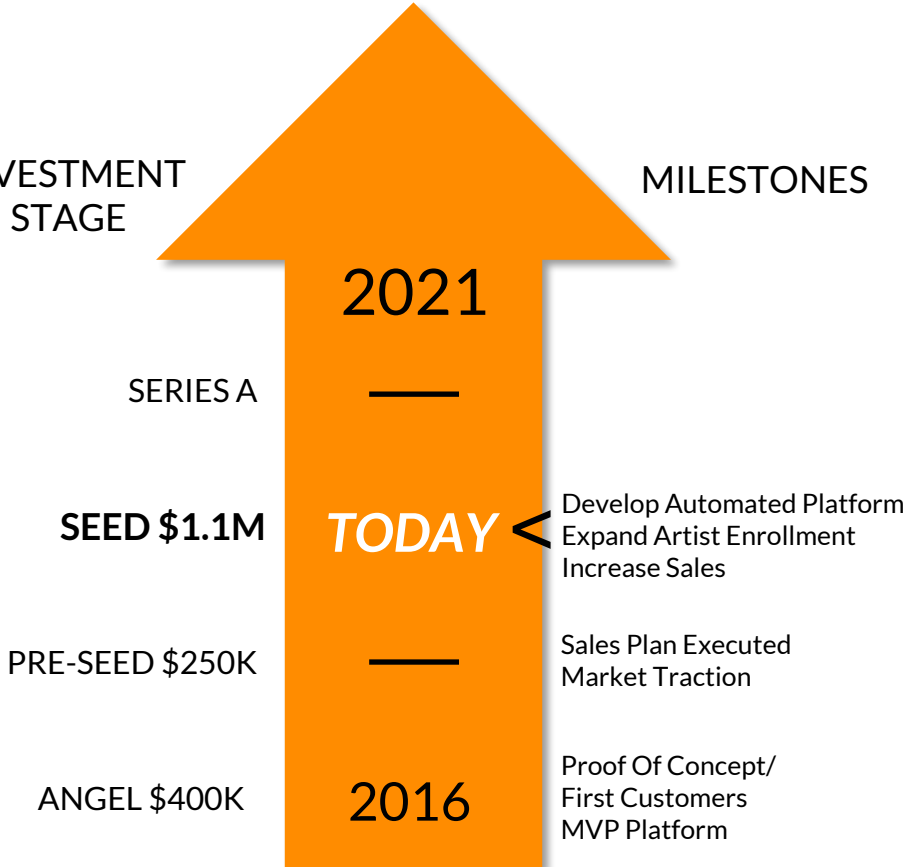 VESTMENT
STAGE
MILESTONES
2021
SERIES A
SEED $1.1M
TODAY <
Develop Automated Platform
Expand Artist Enrollment
Increase Sales
PRE-SEED $250K
Sales Plan Executed
Market Traction
ANGEL $400K
2016
Proof Of Concept/
First Customers
MVP Platform